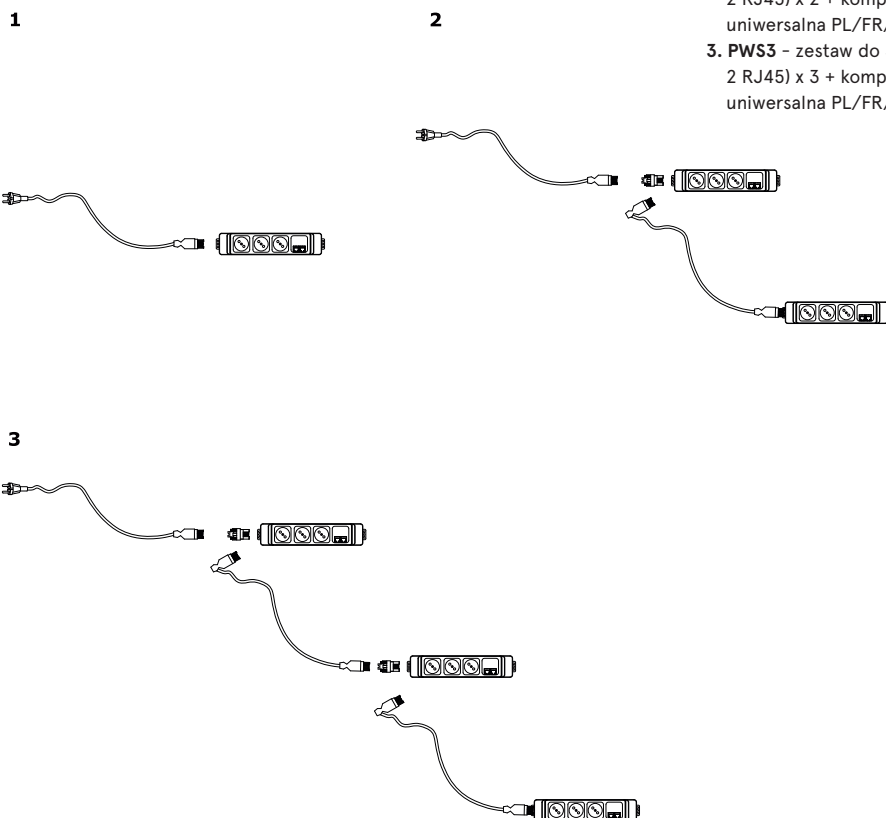 1
2
2 RJ45) x 2 + komp
uniwersalna PL/FR/
3. PWS3 - zestaw do
2 RJ45) x 3 + komp
uniwersalna PL/FR/
3